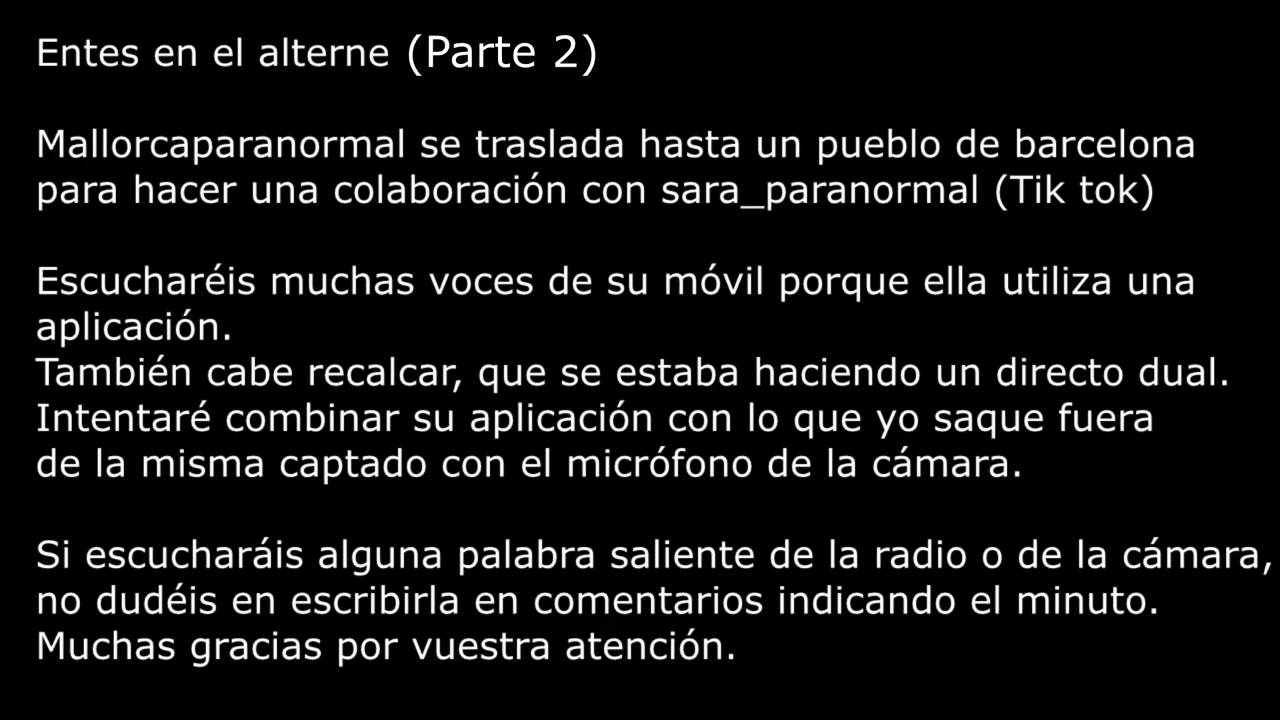 Entes en el alterne (Parte 2)
Mallorcaparanormal se traslada hasta un pueblo de barcelona
para hacer una colaboración con sara_paranormal (Tik tok)
Escucharéis muchas voces de su móvil porque ella utiliza una
aplicación.
También cabe recalcar, que se estaba haciendo un directo dual.
Intentaré combinar su aplicación con lo que yo saque fuera
de la misma captado con el micrófono de la cámara.
Si escucharáis alguna palabra saliente de la radio o de la cámara,
no dudéis en escribirla en comentarios indicando el minuto.
Muchas gracias por vuestra atención.